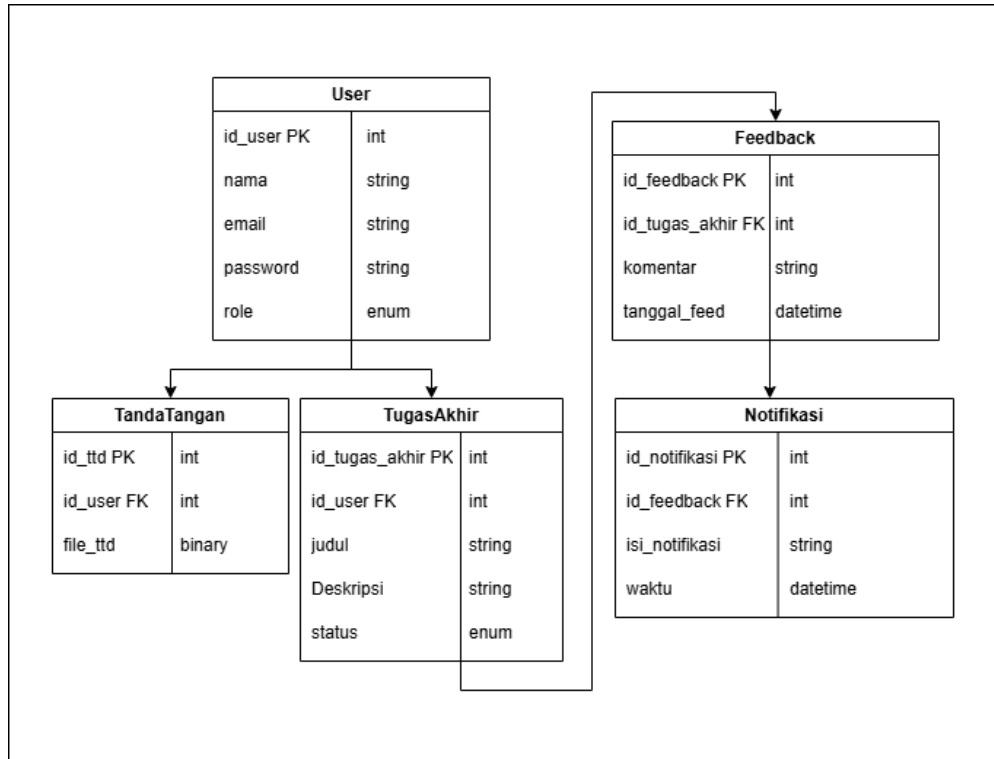 User
id_user PK int
nama string
email string
password string
role enum
Feedback
id_feedback PK int
id_tugas_akhir FK int
komentar string
tanggal_feed datetime
TandaTangan
id_ttd PK int
id_user FK int
file_ttd binary
TugasAkhir
id_tugas_akhir PK int
id_user FK int
judul string
Deskripsi string
status enum
Notifikasi
id_notifikasi PK int
id_feedback FK int
isi_notifikasi string
waktu datetime